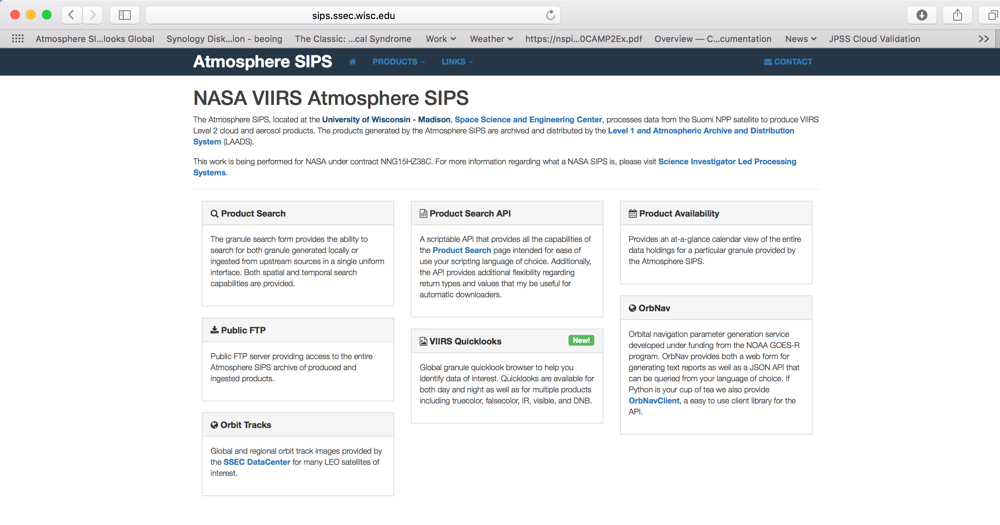 sips.ssec.wisc.edu
Atmosphere SI...looks Global
Synology Disk...ion - beoing
The Classic: ...cal Syndrome
Work
Weather
https://nspi...0CAMP2Ex.pdf
Overview — C...cumentation
News
JPSS Cloud Validation
Atmosphere SIPS
PRODUCTS
LINKS
CONTACT
NASA VIIRS Atmosphere SIPS
The Atmosphere SIPS, located at the University of Wisconsin - Madison, Space Science and Engineering Center, processes data from the Suomi NPP satellite to produce VIIRS
Level 2 cloud and aerosol products. The products generated by the Atmosphere SIPS are archived and distributed by the Level 1 and Atmospheric Archive and Distribution
System (LAADS).
This work is being performed for NASA under contract NNG15HZ38C. For more information regarding what a NASA SIPS is, please visit Science Investigator Led Processing
Systems.
Product Search
The granule search form provides the ability to
search for both granule generated locally or
ingested from upstream sources in a single uniform
interface. Both spatial and temporal search
capabilities are provided.
Public FTP
Public FTP server providing access to the entire
Atmosphere SIPS archive of produced and
ingested products.
Orbit Tracks
Global and regional orbit track images provided by
the SSEC DataCenter for many LEO satellites of
interest.
Product Search API
A scriptable API that provides all the capabilities of
the Product Search page intended for ease of
use your scripting language of choice. Additionally,
the API provides additional flexibility regarding
return types and values that my be useful for
automatic downloaders.
VIIRS Quicklooks
New!
Global granule quicklook browser to help you
identify data of interest. Quicklooks are available for
both day and night as well as for multiple products
including truecolor, falsecolor, IR, visible, and DNB.
Product Availability
Provides an at-a-glance calendar view of the entire
data holdings for a particular granule provided by
the Atmosphere SIPS.
OrbNav
Orbital navigation parameter generation service
developed under funding from the NOAA GOES-R
program. OrbNav provides both a web form for
generating text reports as well as a JSON API that
can be queried from your language of choice. If
Python is your cup of tea we also provide
OrbNavClient, a easy to use client library for the
API.